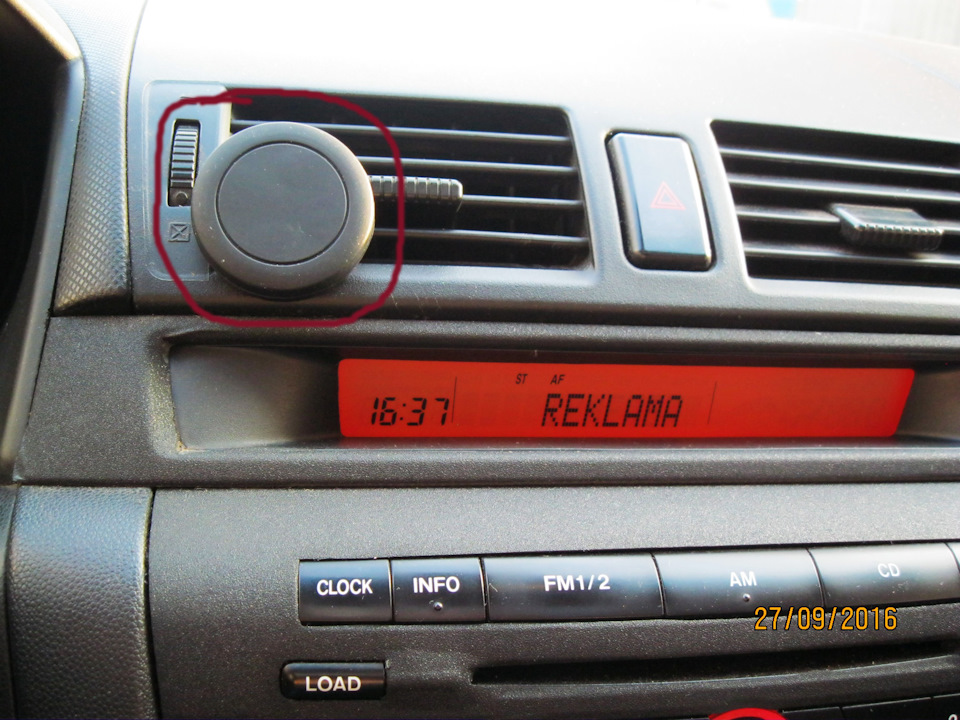 ST AF
16:37 REKLAMA
CLOCK INFO FM1/2 AM CD
27/09/2016
LOAD